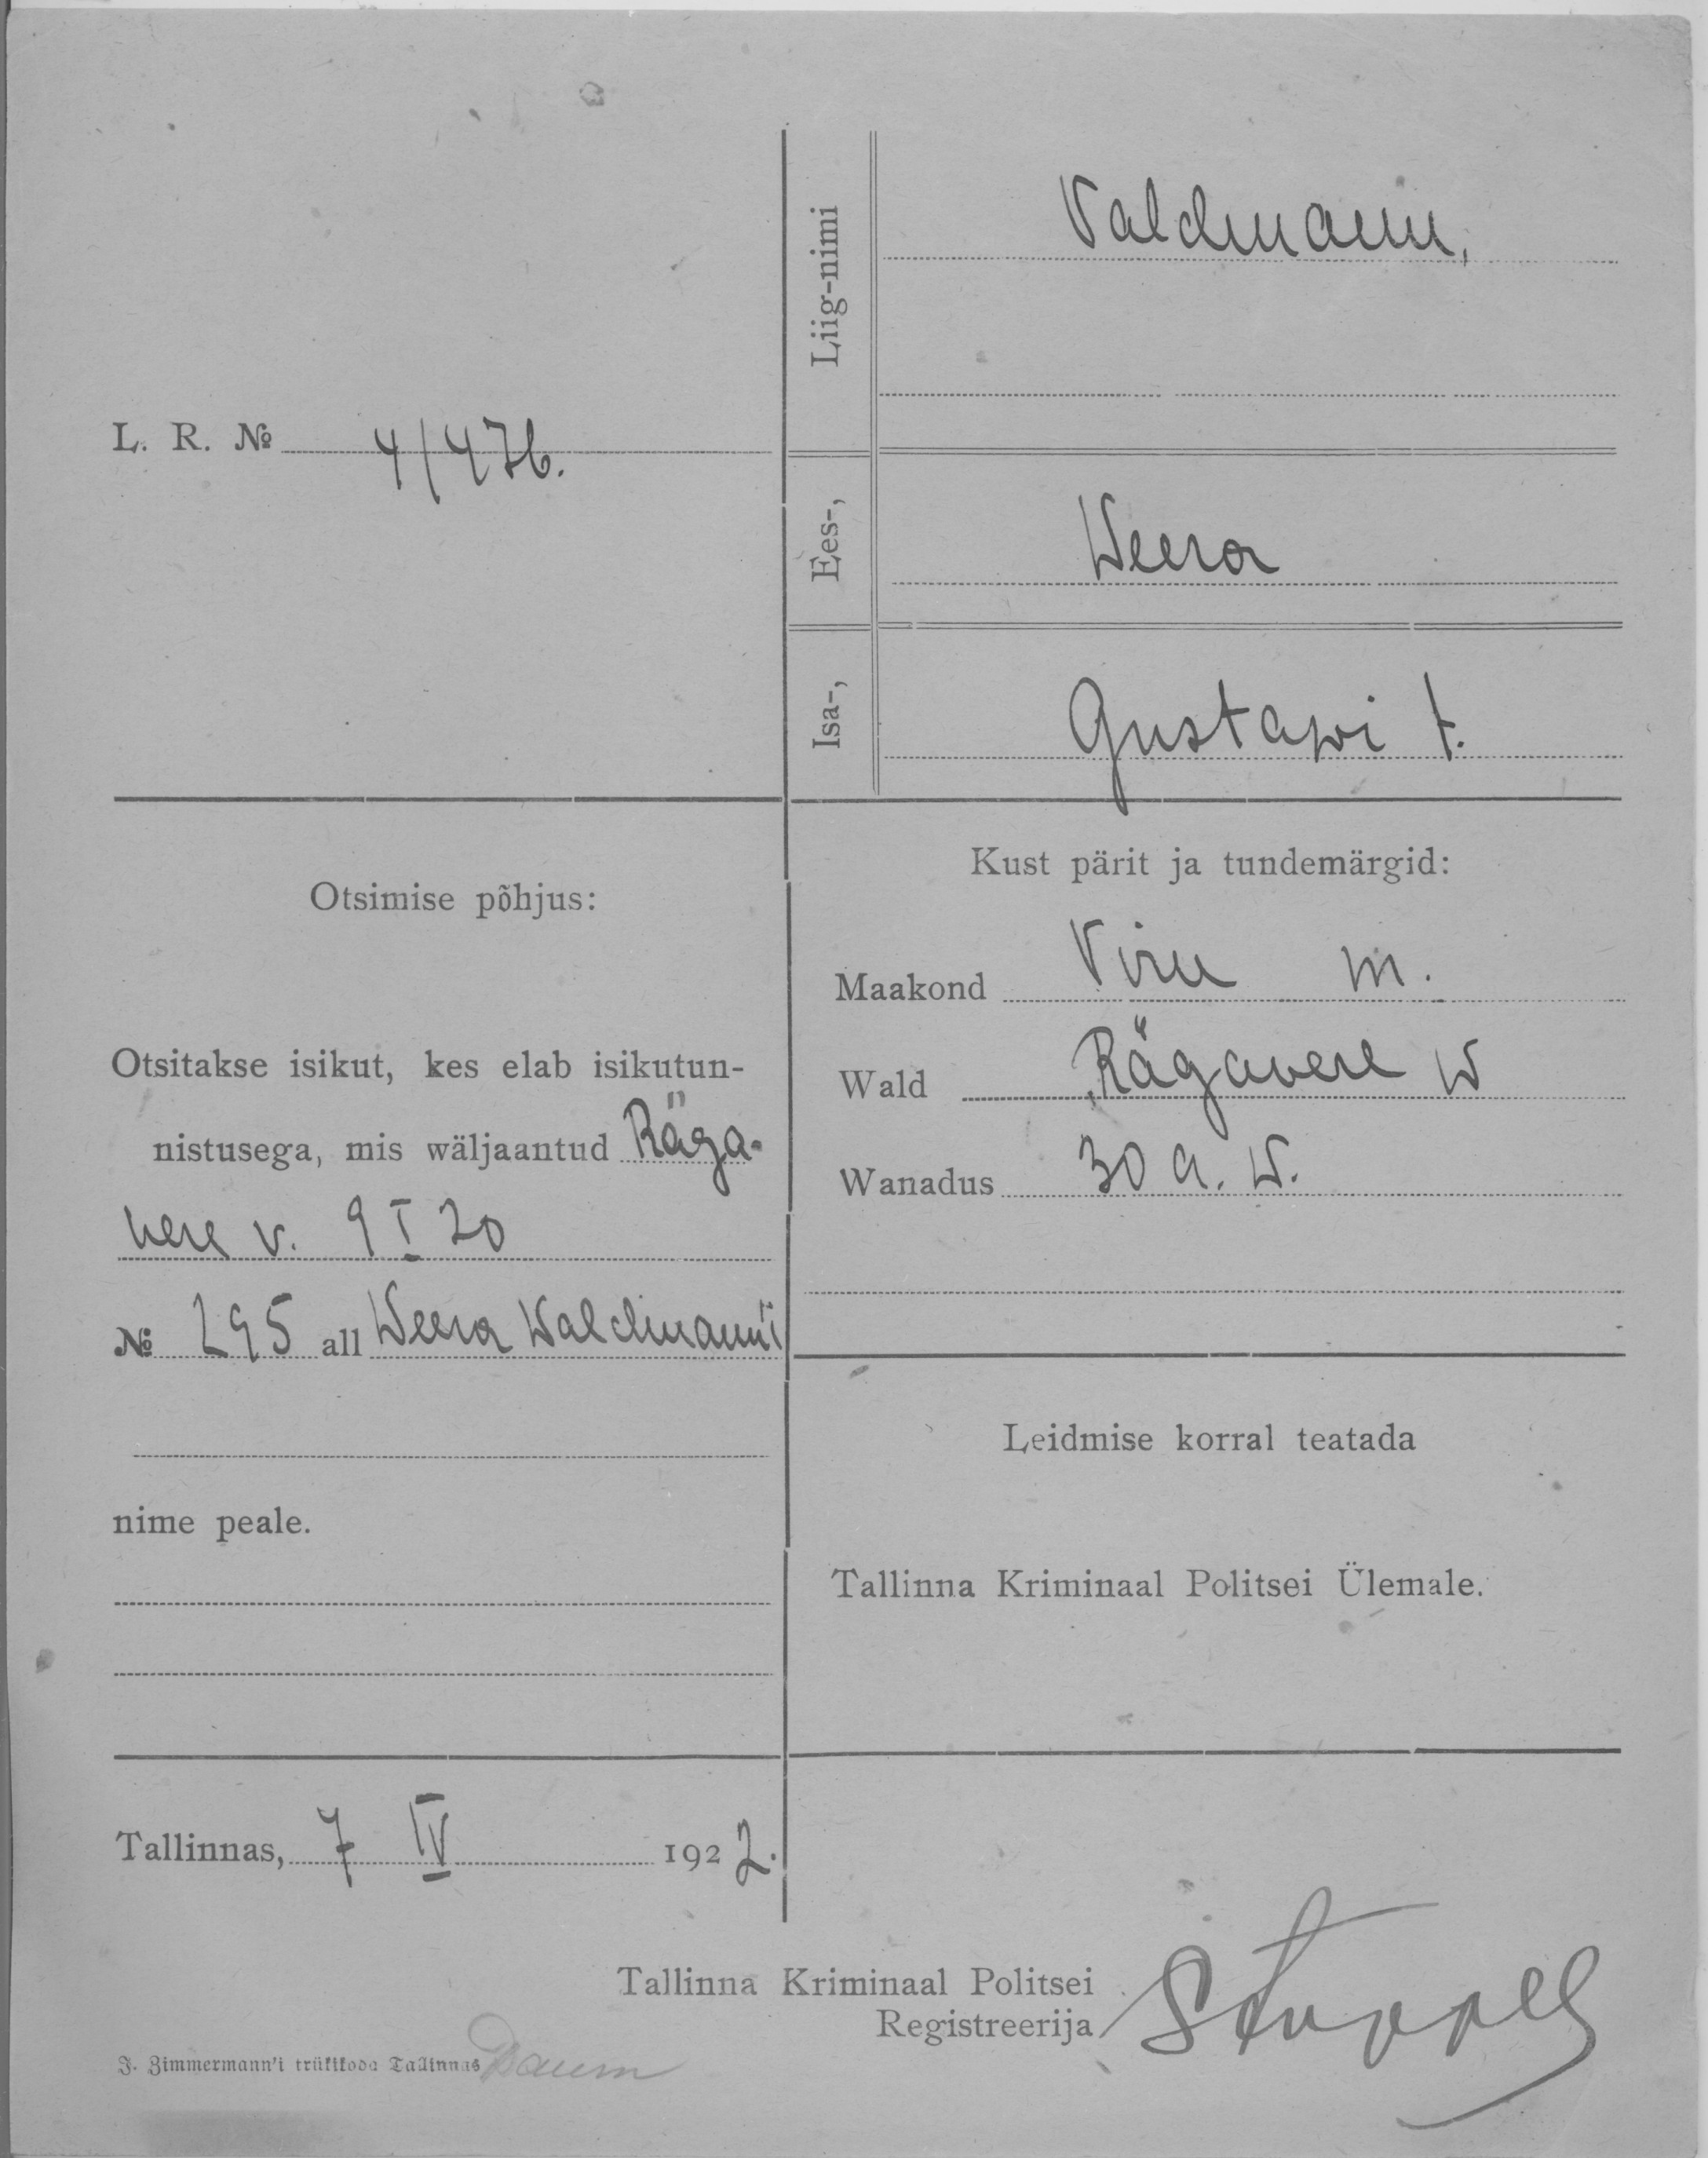 L. R. № 4/476.
Liig-nimi Valdmann,
Ees-, Weera
Isa-, Gustawi t.
Otsimise põhjus:
Otsitakse isikut, kes elab isikutun-
nistusega, mis wäljaantud Räga-
vere v. 9 I 20
№ 295 all Weera Waldmann'i
nime peale.
Kust pärit ja tundemärgid:
Maakond Viru m.
Wald Rägavere w
Wanadus 30 a. w.
Leidmise korral teatada
Tallinna Kriminaal Politsei Ülemale.
Tallinnas, 7 IV 1922.
Tallinna Kriminaal Politsei
Registreerija
J. Zimmermann'i trükikoda Tallinnas